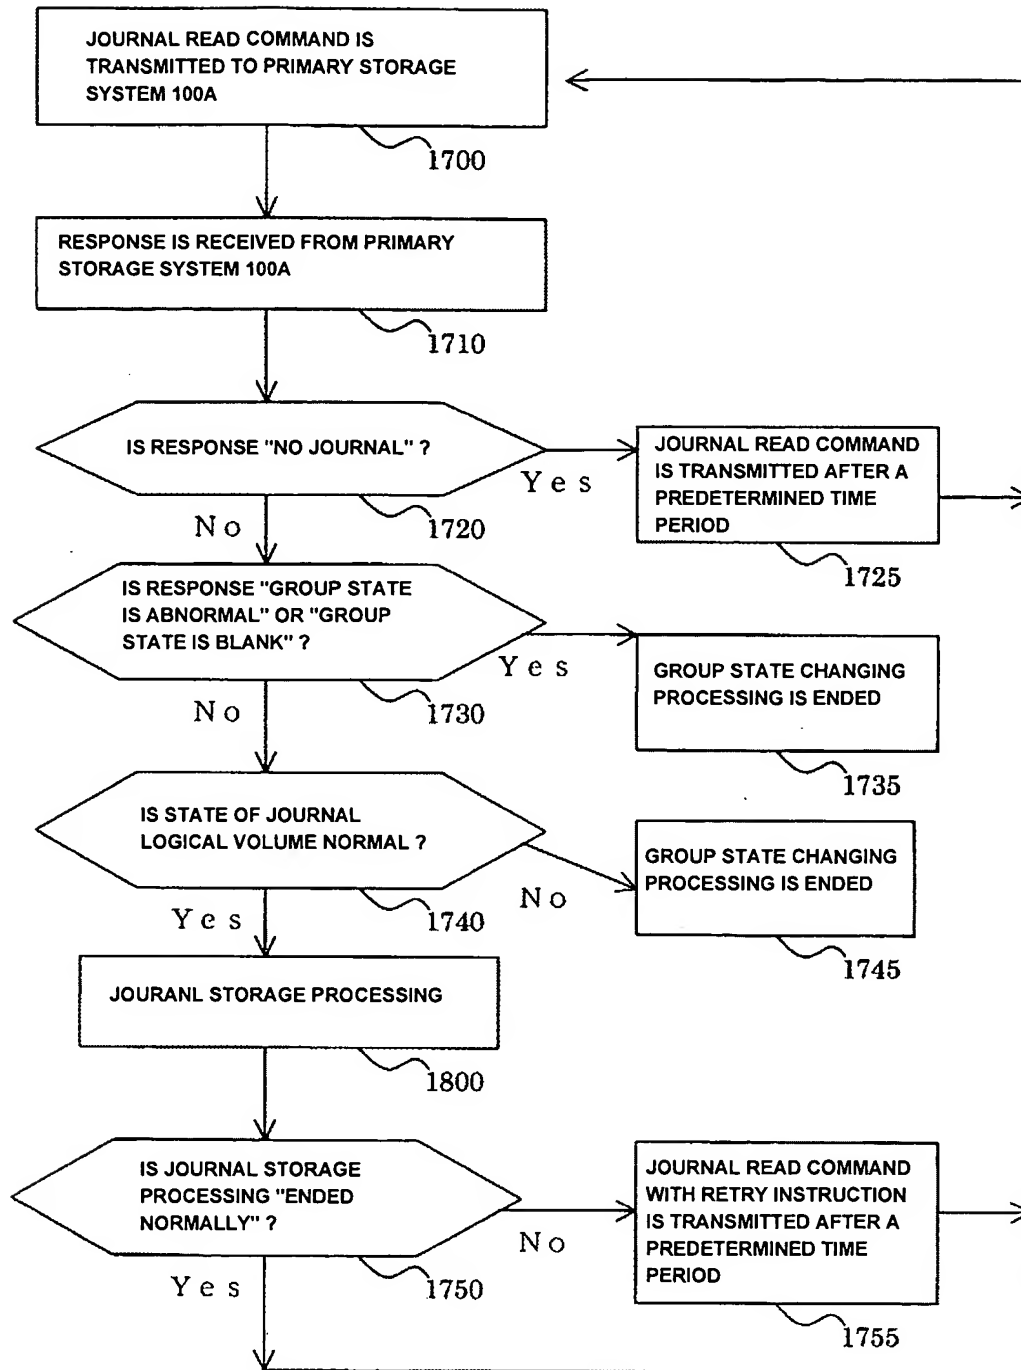 JOURNAL READ COMMAND IS
TRANSMITTED TO PRIMARY STORAGE
SYSTEM 100A
1700
RESPONSE IS RECEIVED FROM PRIMARY
STORAGE SYSTEM 100A
1710
IS RESPONSE "NO JOURNAL" ?
Yes
JOURNAL READ COMMAND
IS TRANSMITTED AFTER A
PREDETERMINED TIME
PERIOD
No
1720
1725
IS RESPONSE "GROUP STATE
IS ABNORMAL" OR "GROUP
STATE IS BLANK" ?
Yes
GROUP STATE CHANGING
PROCESSING IS ENDED
No
1730
1735
IS STATE OF JOURNAL
LOGICAL VOLUME NORMAL ?
No
GROUP STATE CHANGING
PROCESSING IS ENDED
Yes
1740
1745
JOURANL STORAGE PROCESSING
1800
IS JOURNAL STORAGE
PROCESSING "ENDED
NORMALLY" ?
No
JOURNAL READ COMMAND
WITH RETRY INSTRUCTION
IS TRANSMITTED AFTER A
PREDETERMINED TIME
PERIOD
Yes
1750
1755